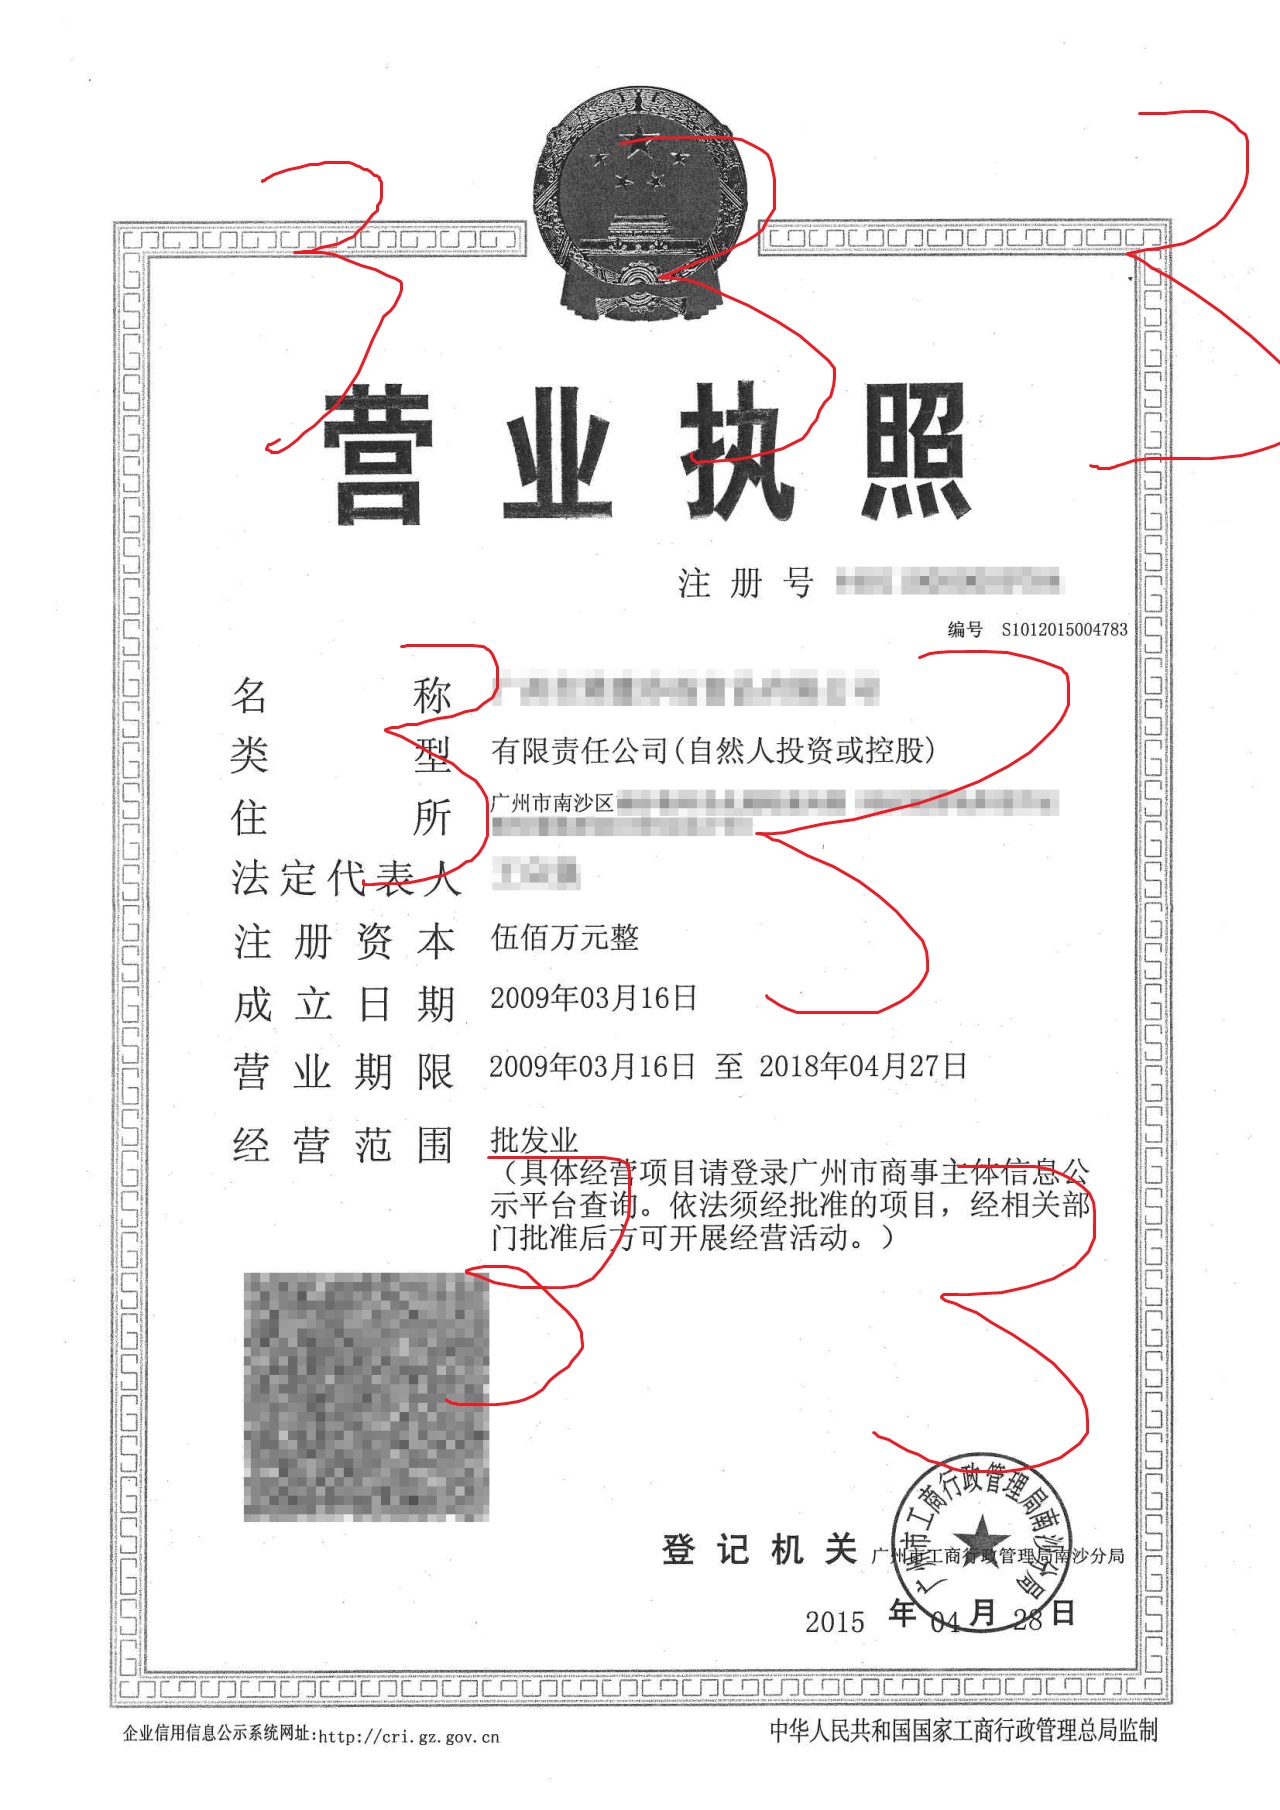 营业执照
注册号
编号 S1012015004783
名称
类型 有限责任公司(自然人投资或控股)
住所 广州市南沙区
法定代表人
注册资本 伍佰万元整
成立日期 2009年03月16日
营业期限 2009年03月16日 至 2018年04月27日
经营范围 批发业
（具体经营项目请登录广州市商事主体信息公
示平台查询。依法须经批准的项目，经相关部
门批准后方可开展经营活动。）
广州市工商行政管理局南沙分局
登记机关 广州市工商行政管理局南沙分局
2015 年 04 月 28 日
企业信用信息公示系统网址:http://cri.gz.gov.cn
中华人民共和国国家工商行政管理总局监制